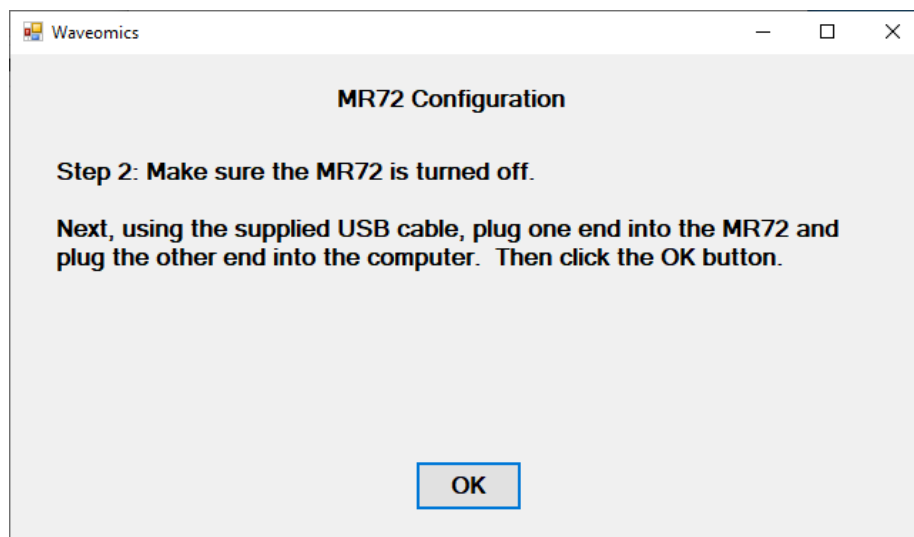 Waveomics
MR72 Configuration
Step 2: Make sure the MR72 is turned off.
Next, using the supplied USB cable, plug one end into the MR72 and
plug the other end into the computer.  Then click the OK button.
OK